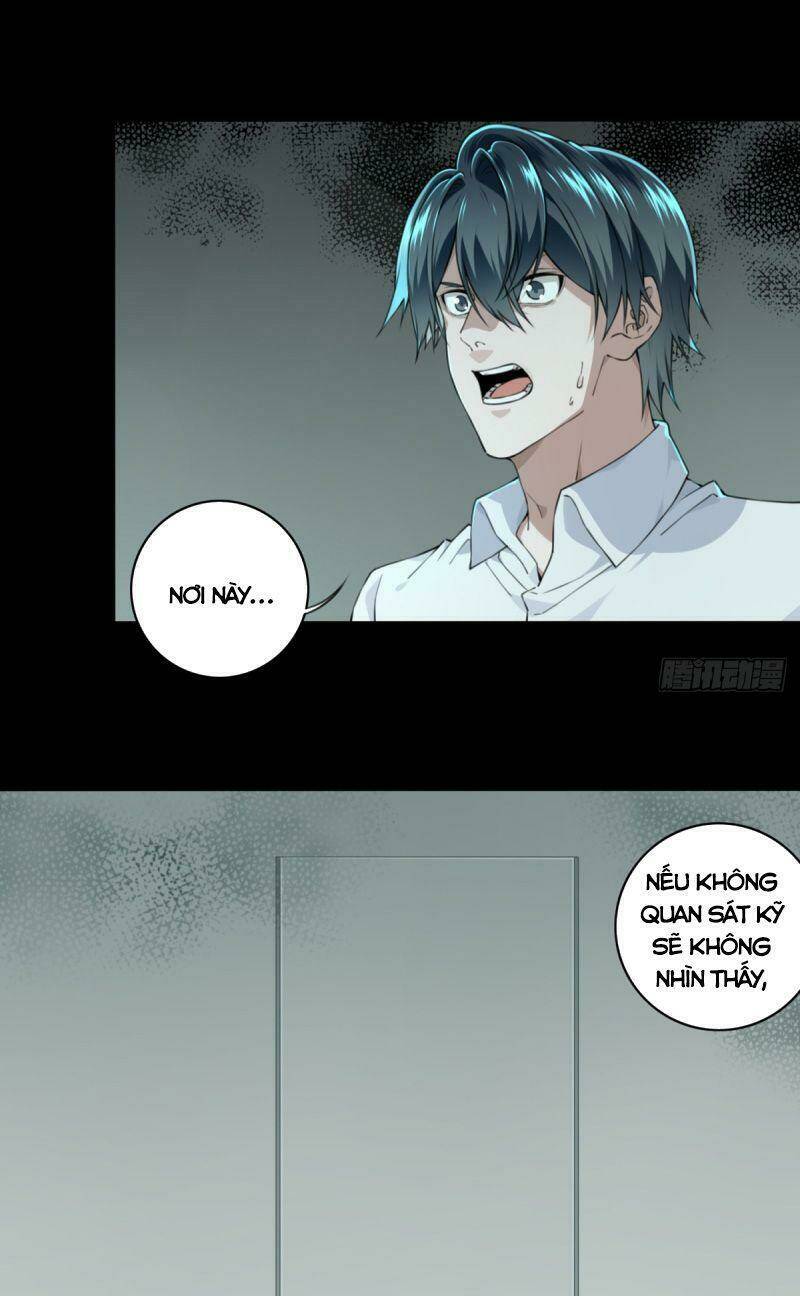 NƠI NÀY...
腾讯动漫
NẾU KHÔNG
QUAN SÁT KỸ
SẼ KHÔNG
NHÌN THẤY,